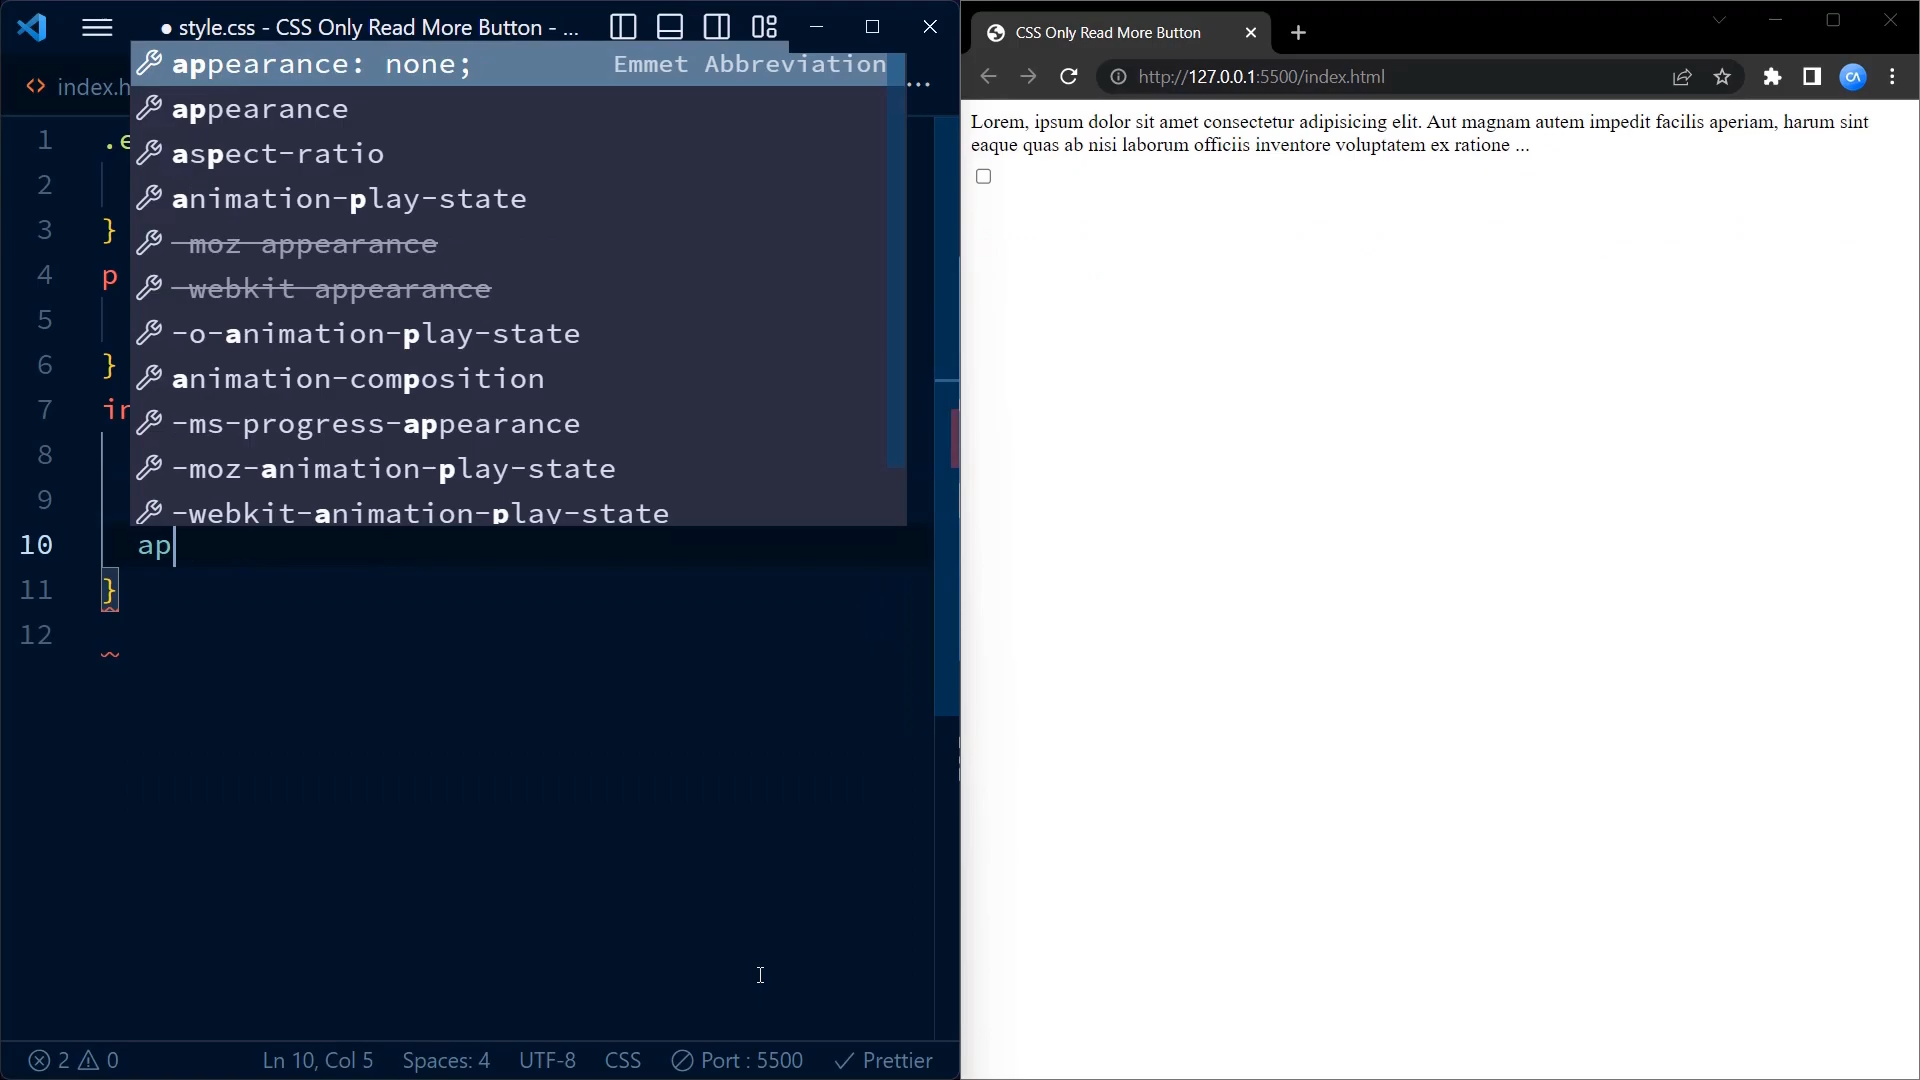 ● style.css - CSS Only Read More Button - ...
index.h
...
appearance: none; Emmet Abbreviation
appearance
aspect-ratio
animation-play-state
-moz-appearance
-webkit-appearance
-o-animation-play-state
animation-composition
-ms-progress-appearance
-moz-animation-play-state
-webkit-animation-play-state
1 .e
2
3 }
4 p
5
6 }
7 in
8
9
10 ap
11 }
12
2 0 Ln 10, Col 5 Spaces: 4 UTF-8 CSS Port : 5500 Prettier
CSS Only Read More Button
http://127.0.0.1:5500/index.html
CA
Lorem, ipsum dolor sit amet consectetur adipisicing elit. Aut magnam autem impedit facilis aperiam, harum sint
eaque quas ab nisi laborum officiis inventore voluptatem ex ratione ...